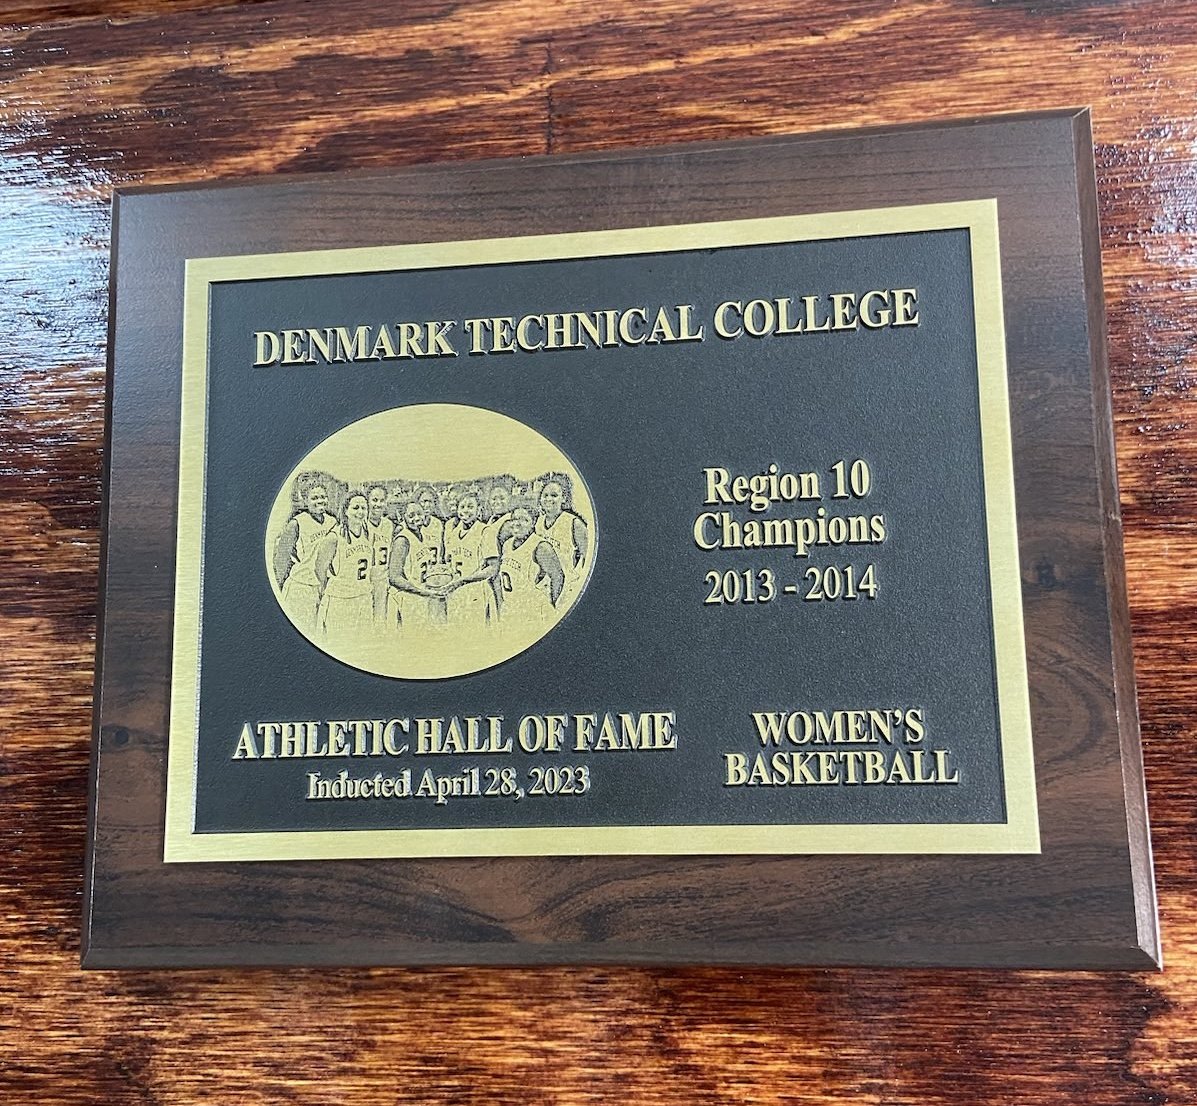 DENMARK TECHNICAL COLLEGE
Region 10
Champions
2013 - 2014
ATHLETIC HALL OF FAME
Inducted April 28, 2023
WOMEN'S
BASKETBALL